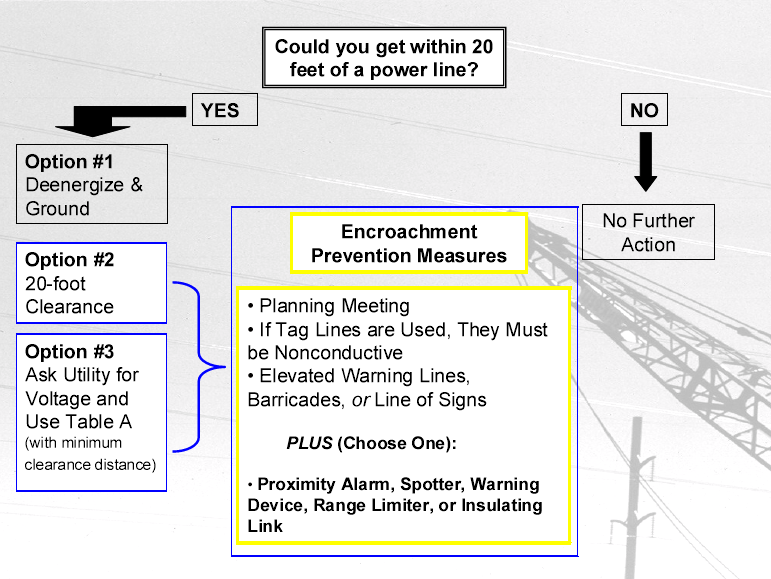 Could you get within 20
feet of a power line?
YES
NO
Option #1
Deenergize &
Ground
No Further
Action
Option #2
20-foot
Clearance
Option #3
Ask Utility for
Voltage and
Use Table A
(with minimum
clearance distance)
Encroachment
Prevention Measures
• Planning Meeting
• If Tag Lines are Used, They Must
be Nonconductive
• Elevated Warning Lines,
Barricades, or Line of Signs
PLUS (Choose One):
• Proximity Alarm, Spotter, Warning
Device, Range Limiter, or Insulating
Link